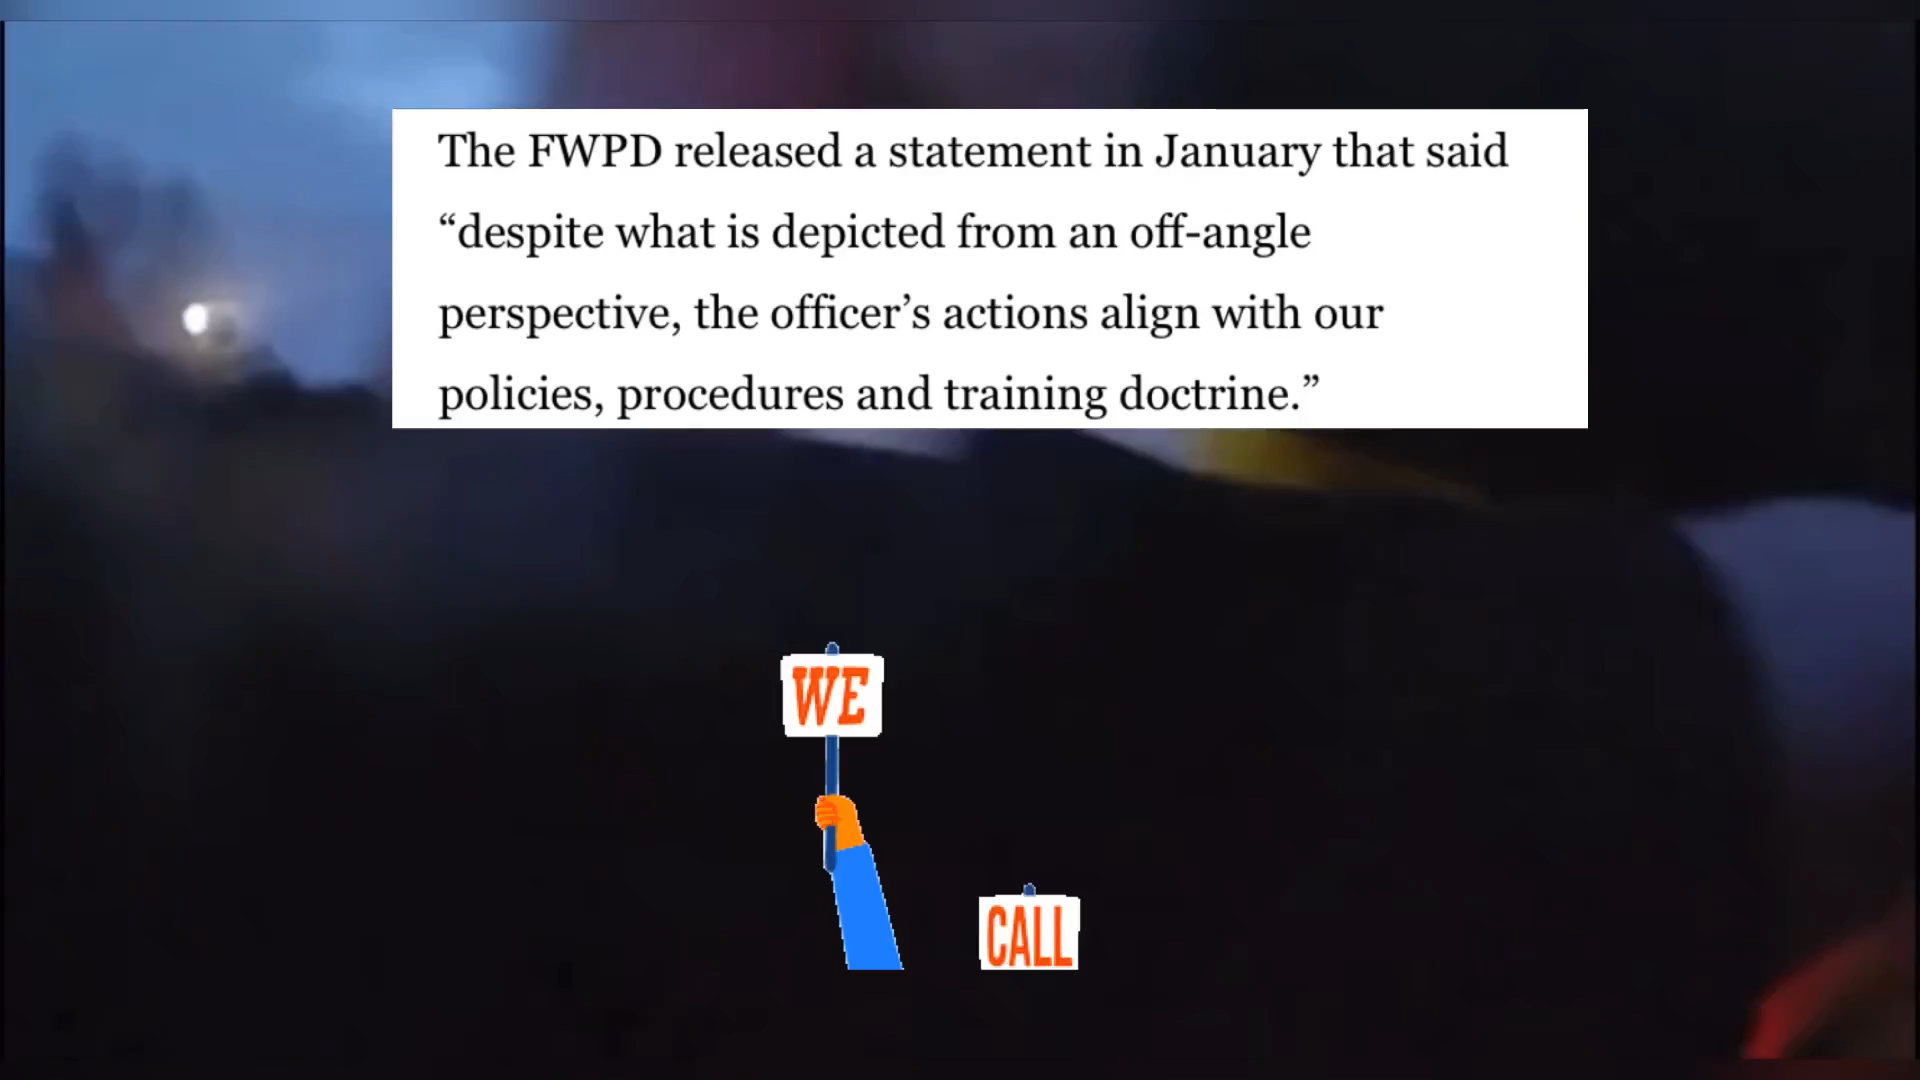 The FWPD released a statement in January that said
“despite what is depicted from an off-angle
perspective, the officer’s actions align with our
policies, procedures and training doctrine.”
WE
CALL